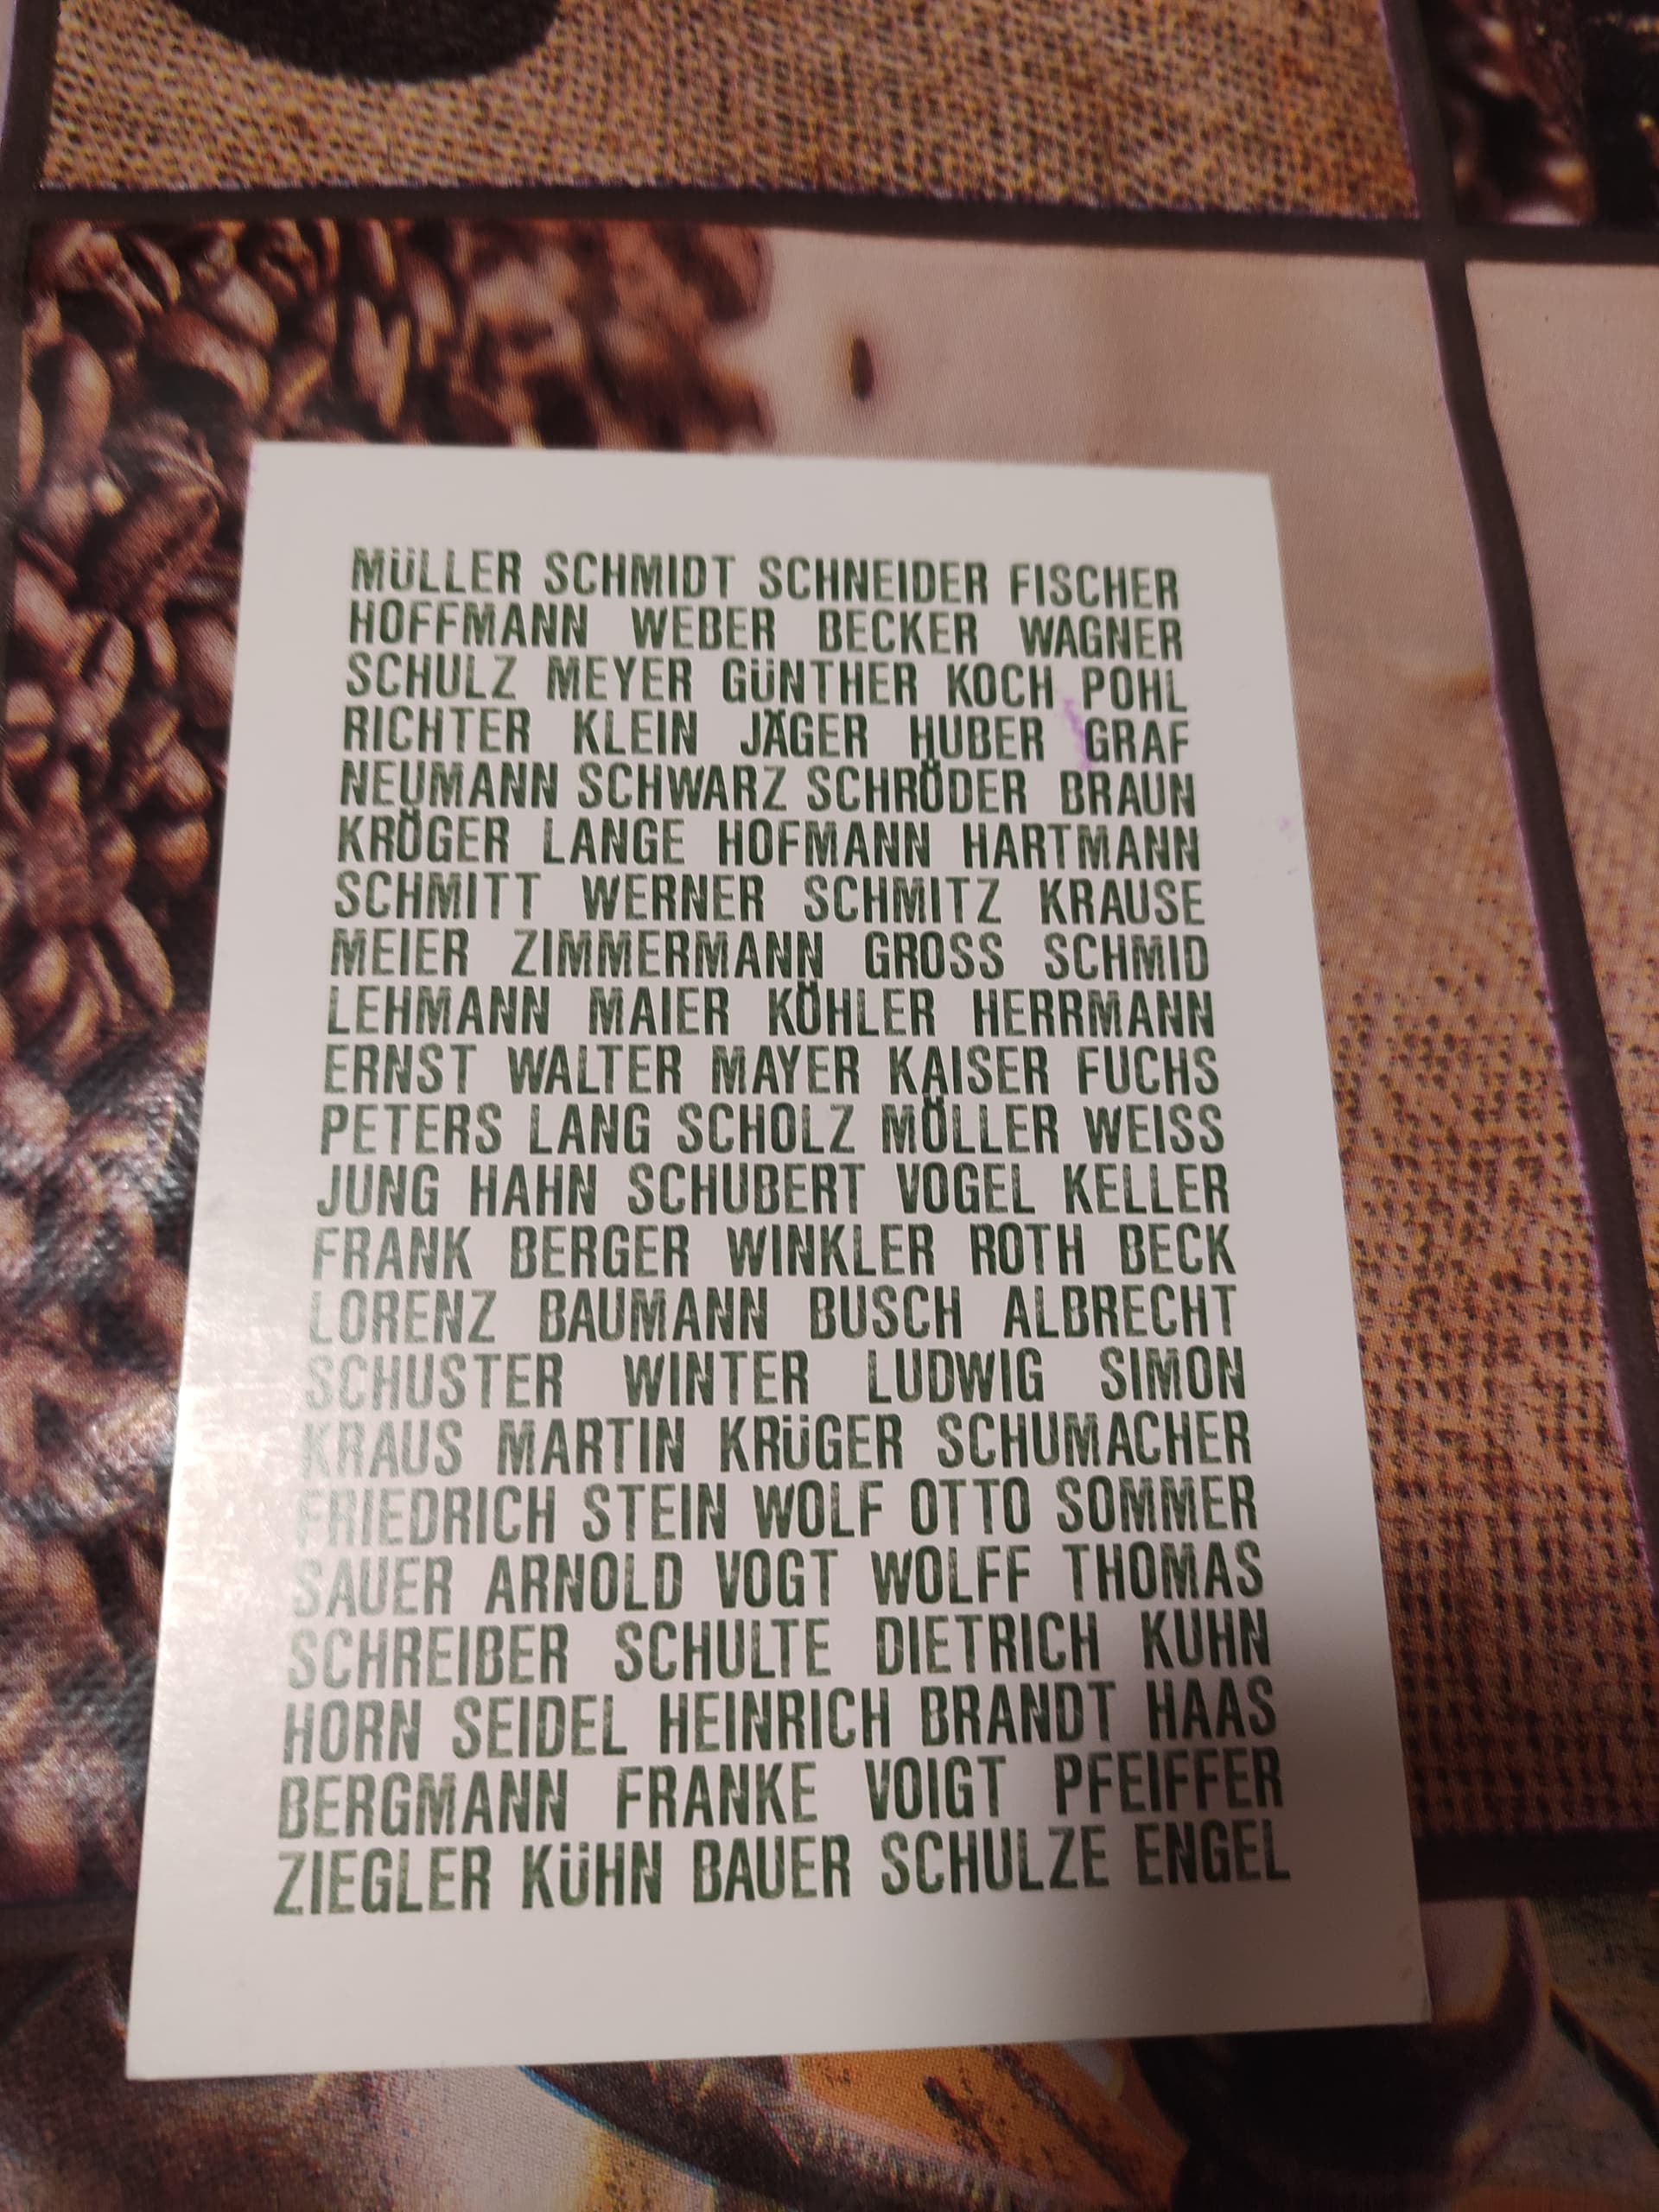 MÜLLER SCHMIDT SCHNEIDER FISCHER
HOFFMANN WEBER BECKER WAGNER
SCHULZ MEYER GÜNTHER KOCH POHL
RICHTER KLEIN JÄGER HUBER GRAF
NEUMANN SCHWARZ SCHRÖDER BRAUN
KRÖGER LANGE HOFMANN HARTMANN
SCHMITT WERNER SCHMITZ KRAUSE
MEIER ZIMMERMANN GROSS SCHMID
LEHMANN MAIER KÖHLER HERRMANN
ERNST WALTER MAYER KAISER FUCHS
PETERS LANG SCHOLZ MÖLLER WEISS
JUNG HAHN SCHUBERT VOGEL KELLER
FRANK BERGER WINKLER ROTH BECK
LORENZ BAUMANN BUSCH ALBRECHT
SCHUSTER WINTER LUDWIG SIMON
KRAUS MARTIN KRÜGER SCHUMACHER
FRIEDRICH STEIN WOLF OTTO SOMMER
SAUER ARNOLD VOGT WOLFF THOMAS
SCHREIBER SCHULTE DIETRICH KUHN
HORN SEIDEL HEINRICH BRANDT HAAS
BERGMANN FRANKE VOIGT PFEIFFER
ZIEGLER KÜHN BAUER SCHULZE ENGEL